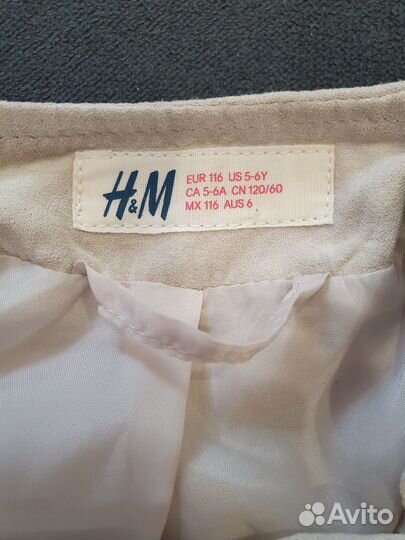 H&M
EUR 116 US 5-6Y
CA 5-6A CN 120/60
MX 116 AUS 6
Avito